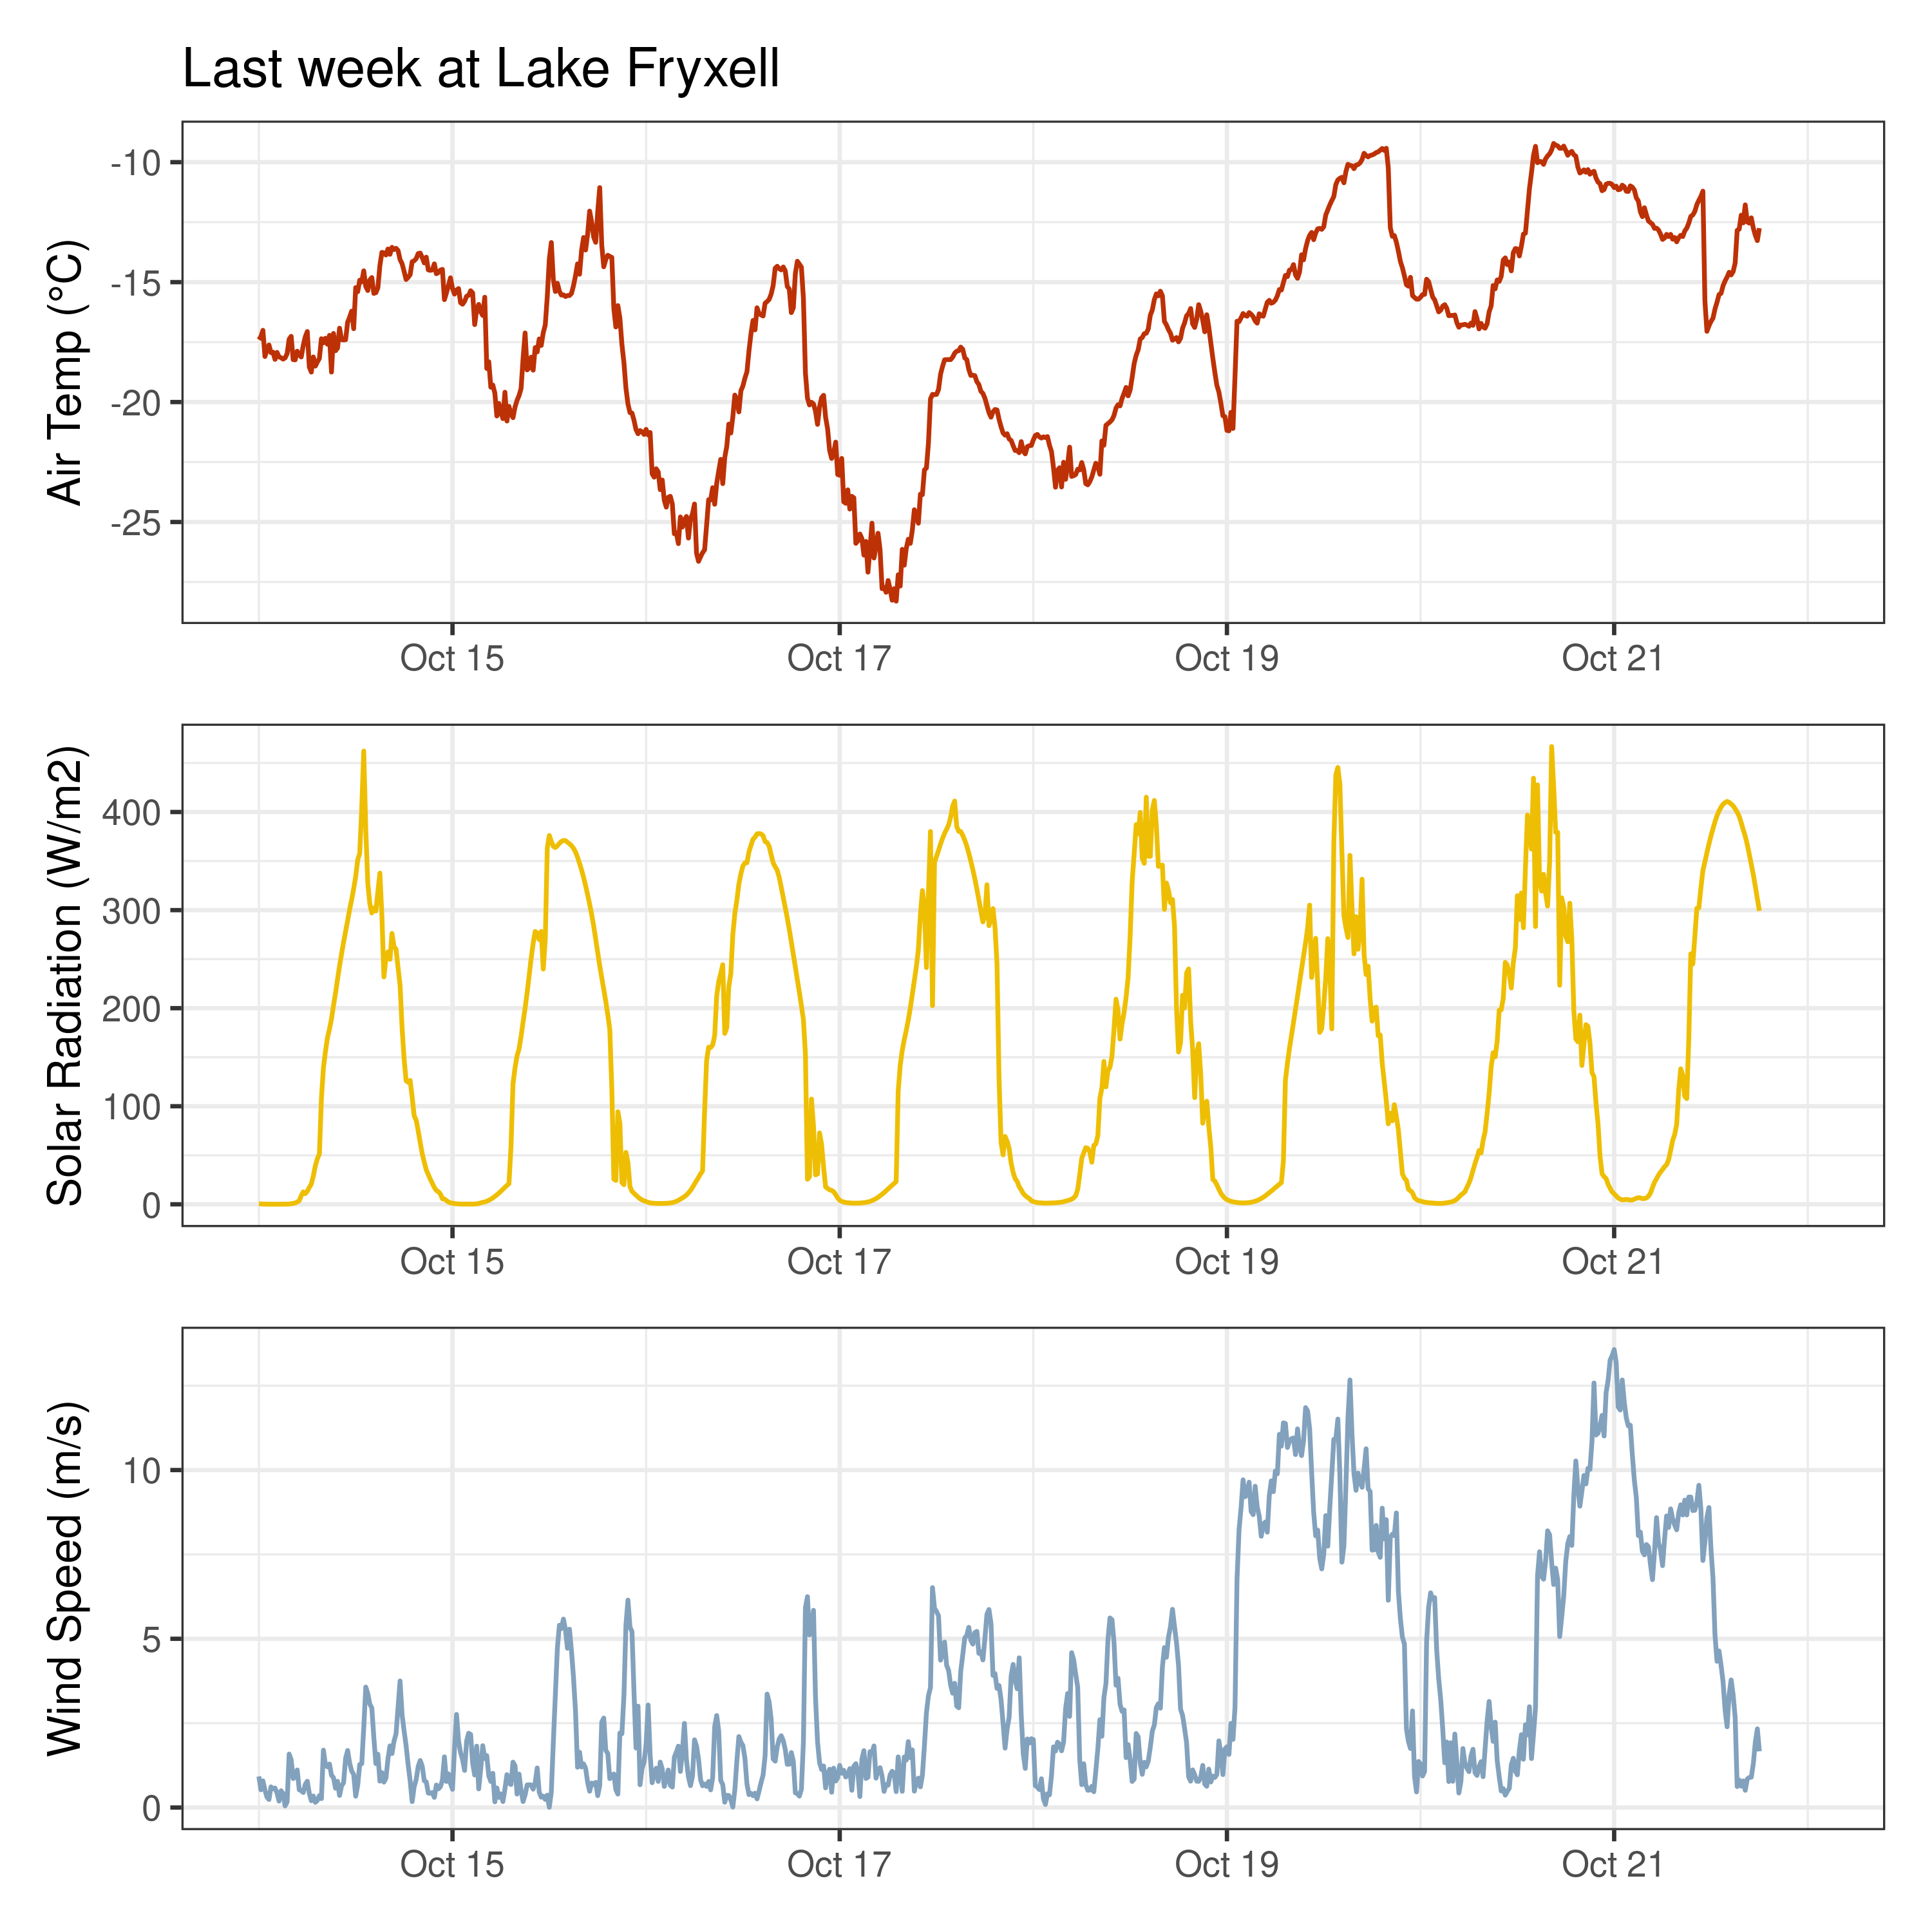 Last week at Lake Fryxell
Air Temp (°C)
-10
-15
-20
-25
Oct 15 Oct 17 Oct 19 Oct 21
Solar Radiation (W/m2)
400
300
200
100
0
Oct 15 Oct 17 Oct 19 Oct 21
Wind Speed (m/s)
10
5
0
Oct 15 Oct 17 Oct 19 Oct 21